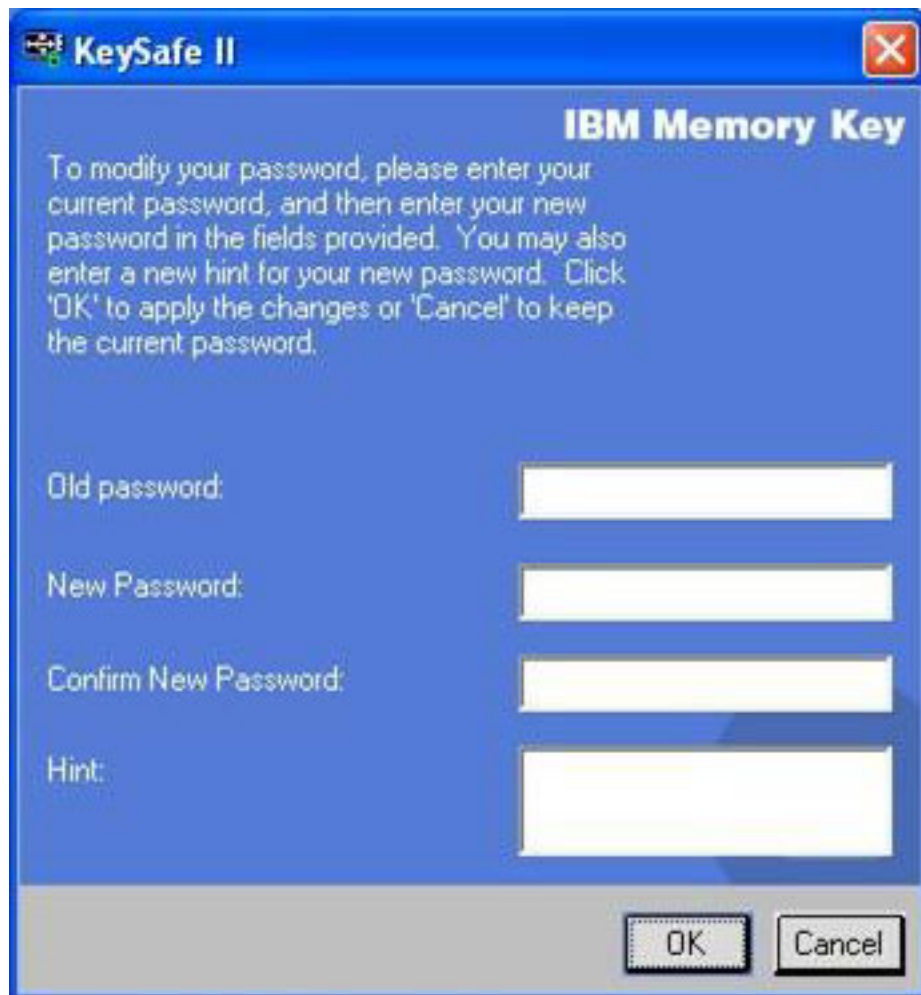 KeySafe II
IBM Memory Key
To modify your password, please enter your
current password, and then enter your new
password in the fields provided.  You may also
enter a new hint for your new password.  Click
'OK' to apply the changes or 'Cancel' to keep
the current password.
Old password:
New Password:
Confirm New Password:
Hint:
OK
Cancel